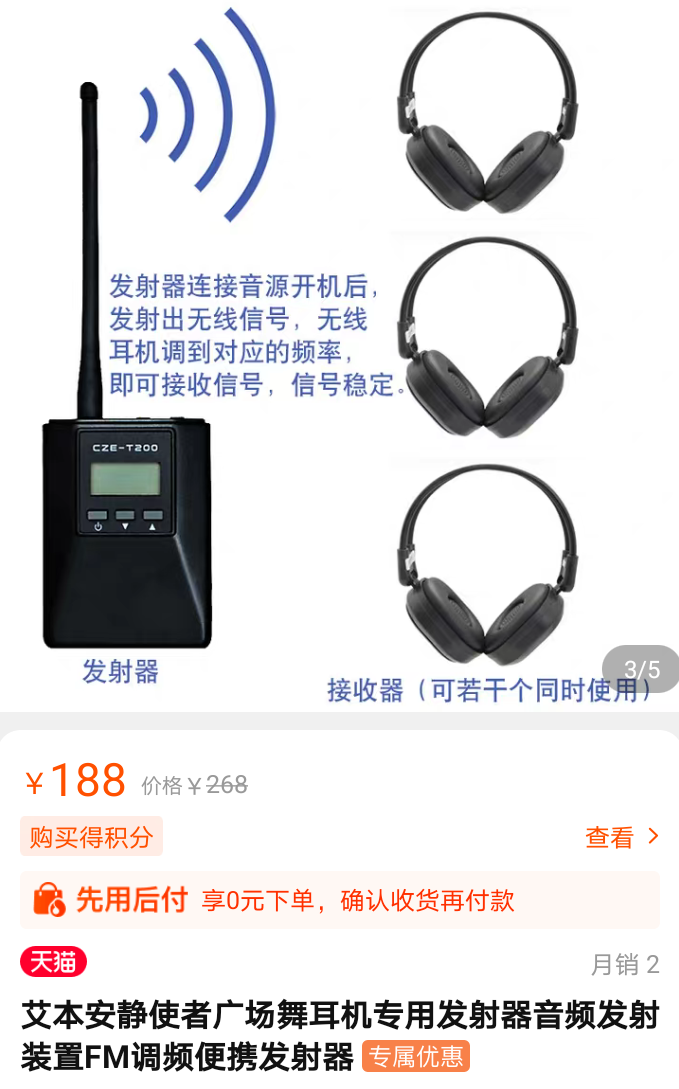 发射器连接音源开机后，
发射出无线信号，无线
耳机调到对应的频率，
即可接收信号，信号稳定。
CZE-T200
发射器
接收器（可若干个同时使用）
3/5
￥188 价格￥268
购买得积分
查看
先用后付 享0元下单，确认收货再付款
天猫
月销 2
艾本安静使者广场舞耳机专用发射器音频发射
装置FM调频便携发射器 专属优惠